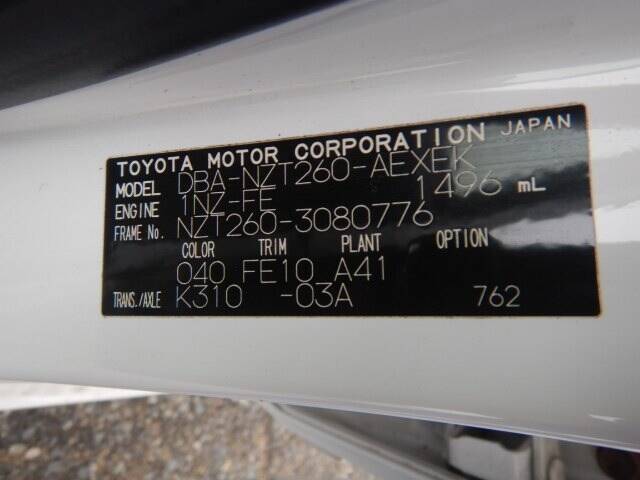 TOYOTA MOTOR CORPORATION JAPAN
MODEL DBA-NZT260-AEXEK
ENGINE 1NZ-FE 1496 mL
FRAME No. NZT260-3080776
COLOR TRIM PLANT OPTION
040 FE10 A41
TRANS./AXLE K310 -03A 762